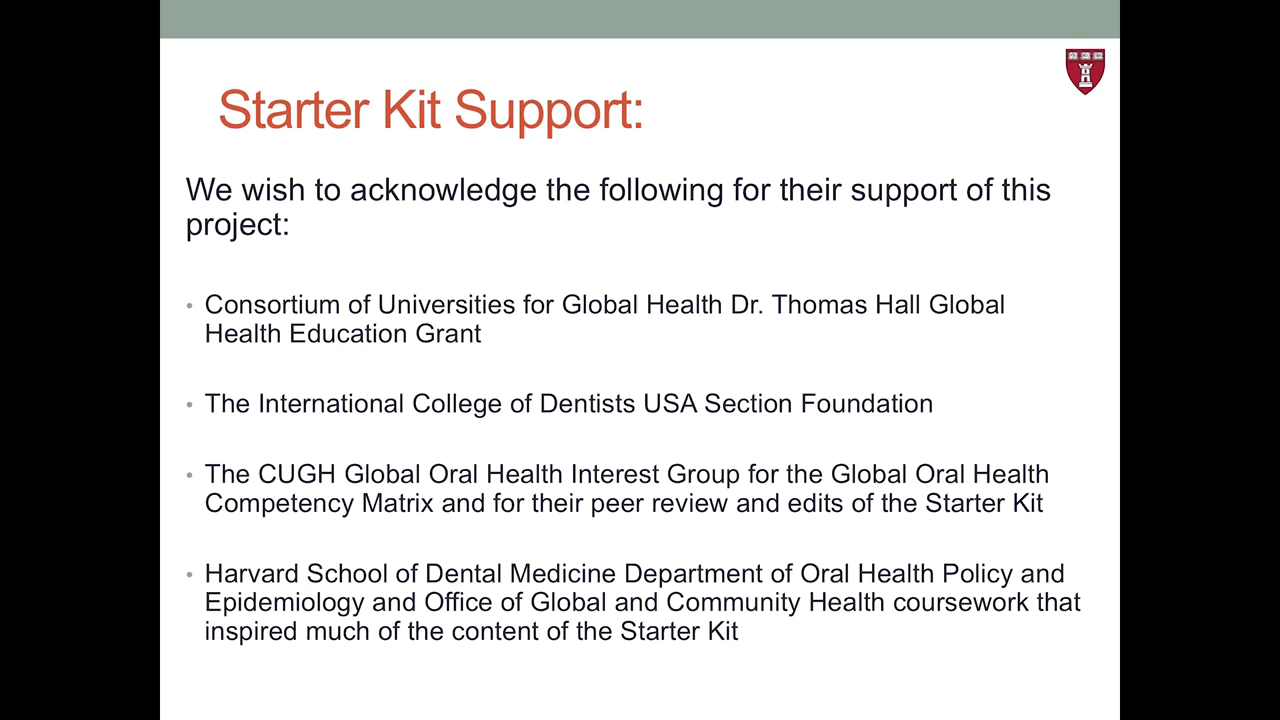 Starter Kit Support:
We wish to acknowledge the following for their support of this
project:
• Consortium of Universities for Global Health Dr. Thomas Hall Global
Health Education Grant
• The International College of Dentists USA Section Foundation
• The CUGH Global Oral Health Interest Group for the Global Oral Health
Competency Matrix and for their peer review and edits of the Starter Kit
• Harvard School of Dental Medicine Department of Oral Health Policy and
Epidemiology and Office of Global and Community Health coursework that
inspired much of the content of the Starter Kit